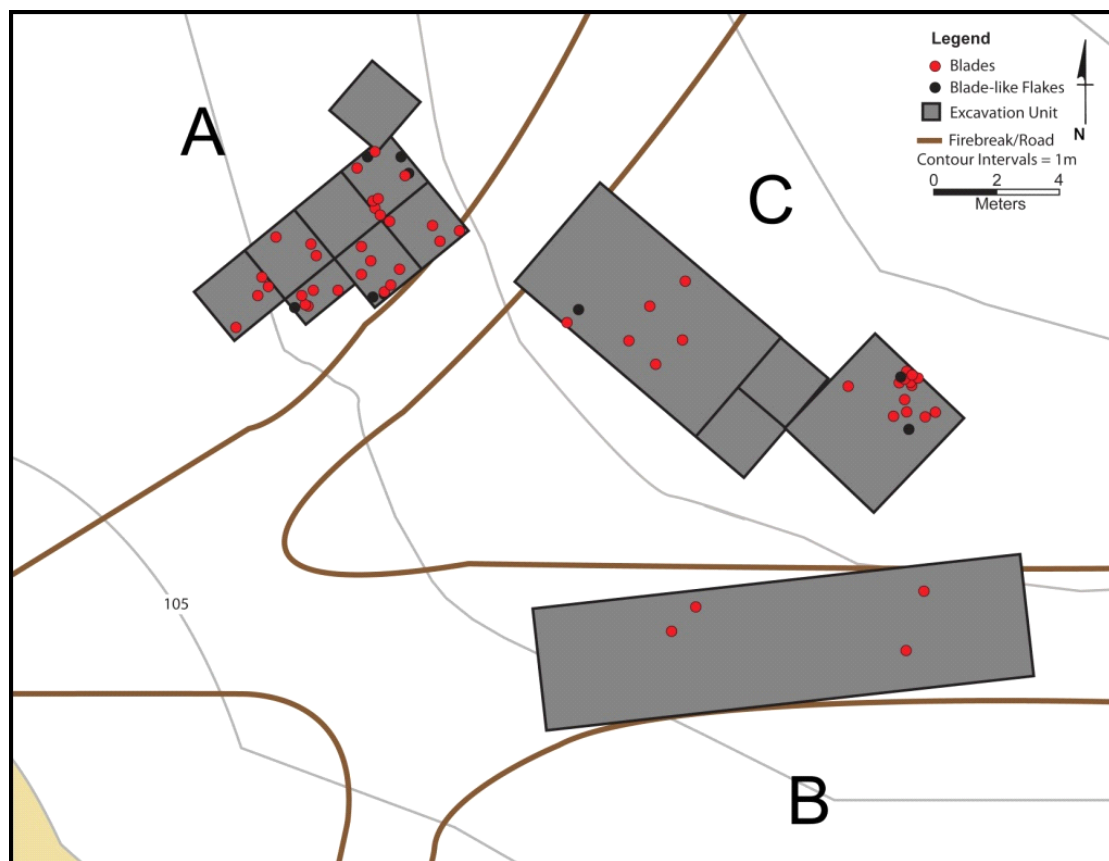 Legend
Blades
Blade-like Flakes
Excavation Unit
Firebreak/Road
Contour Intervals = 1m
0 2 4
Meters
N
A
C
105
B